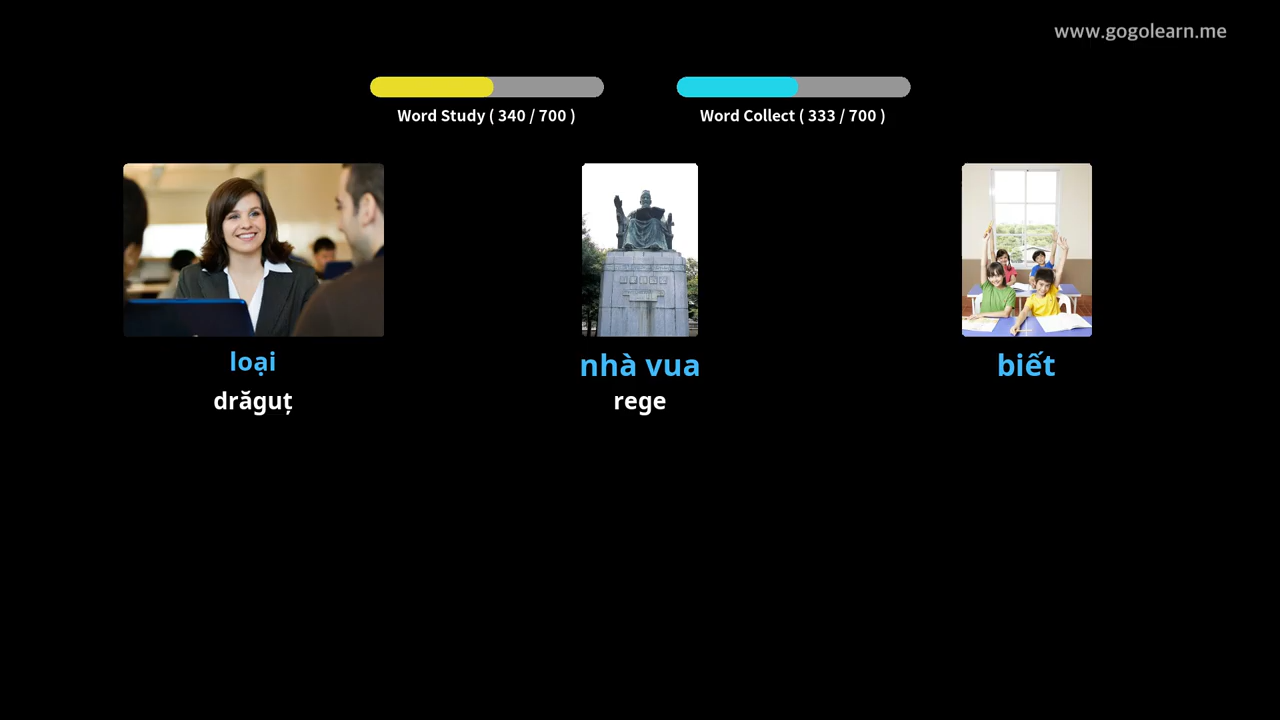 www.gogolearn.me
Word Study ( 340 / 700 )
Word Collect ( 333 / 700 )
loại
nhà vua
biết
drăguț
rege